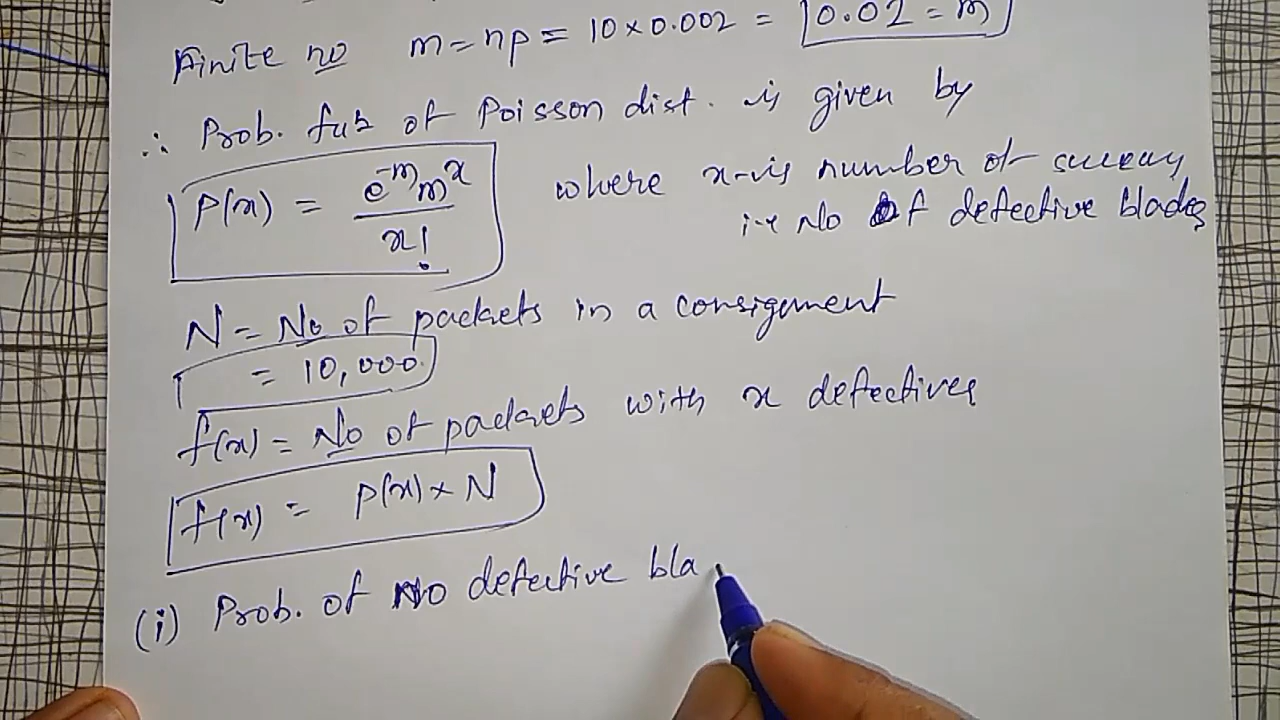 Finite no m = np = 10 × 0.002 = 0.02 = m
∴ Prob. fun of Poisson dist. is given by
P(x) = e^-m m^x / x! where x-is number of success
i.e No of defective blades
N = No of packets in a consigement
= 10,000.
f(x) = No of packets with x defectives
f(x) = P(x) × N
(i) Prob. of No defective bla